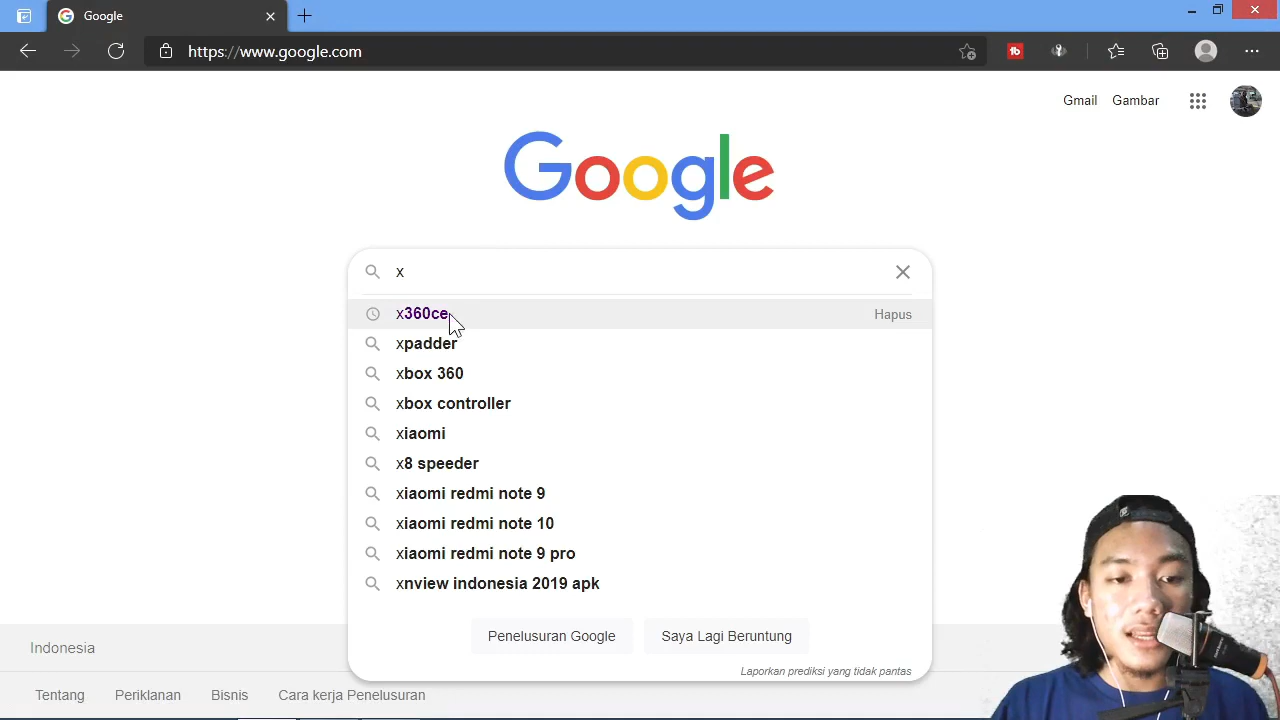 Google
https://www.google.com
Gmail Gambar
Google
x
x360ce Hapus
xpadder
xbox 360
xbox controller
xiaomi
x8 speeder
xiaomi redmi note 9
xiaomi redmi note 10
xiaomi redmi note 9 pro
xnview indonesia 2019 apk
Penelusuran Google Saya Lagi Beruntung
Laporkan prediksi yang tidak pantas
Indonesia
Tentang Periklanan Bisnis Cara kerja Penelusuran